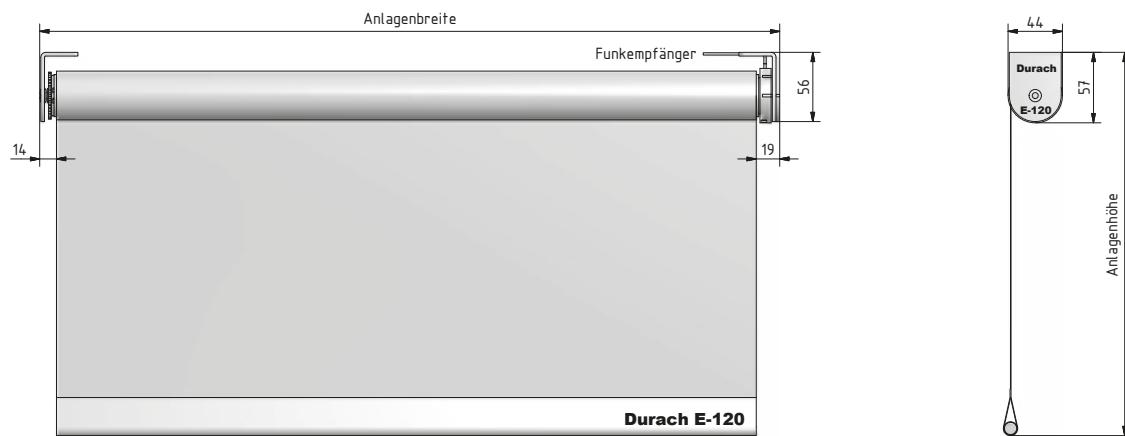 Anlagenbreite
Funkempfänger
56
14
19
Durach E-120
44
Durach
E-120
57
Anlagenhöhe